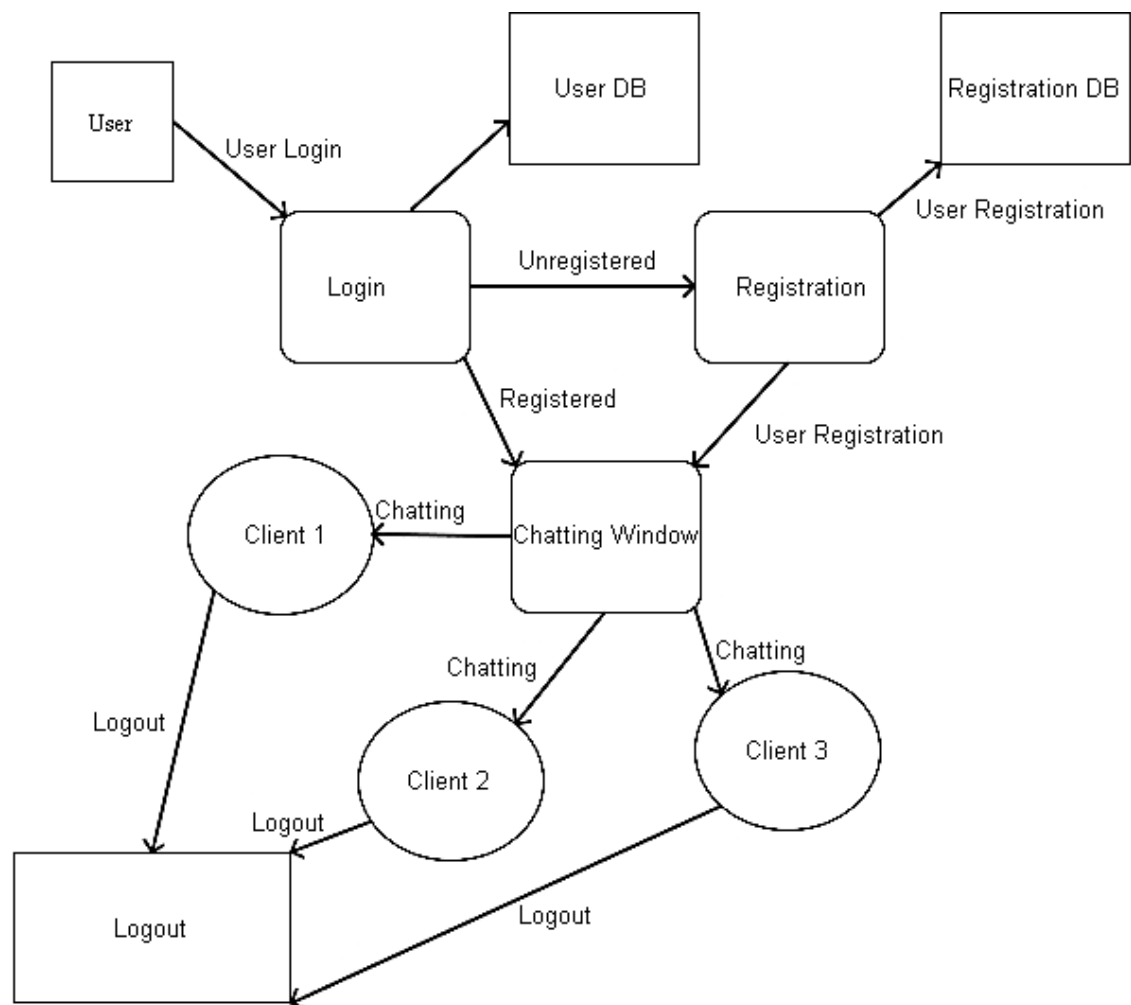 User DB
Registration DB
User
User Login
User Registration
Unregistered
Login
Registration
Registered
User Registration
Chatting
Client 1
Chatting Window
Chatting
Chatting
Logout
Client 3
Client 2
Logout
Logout
Logout